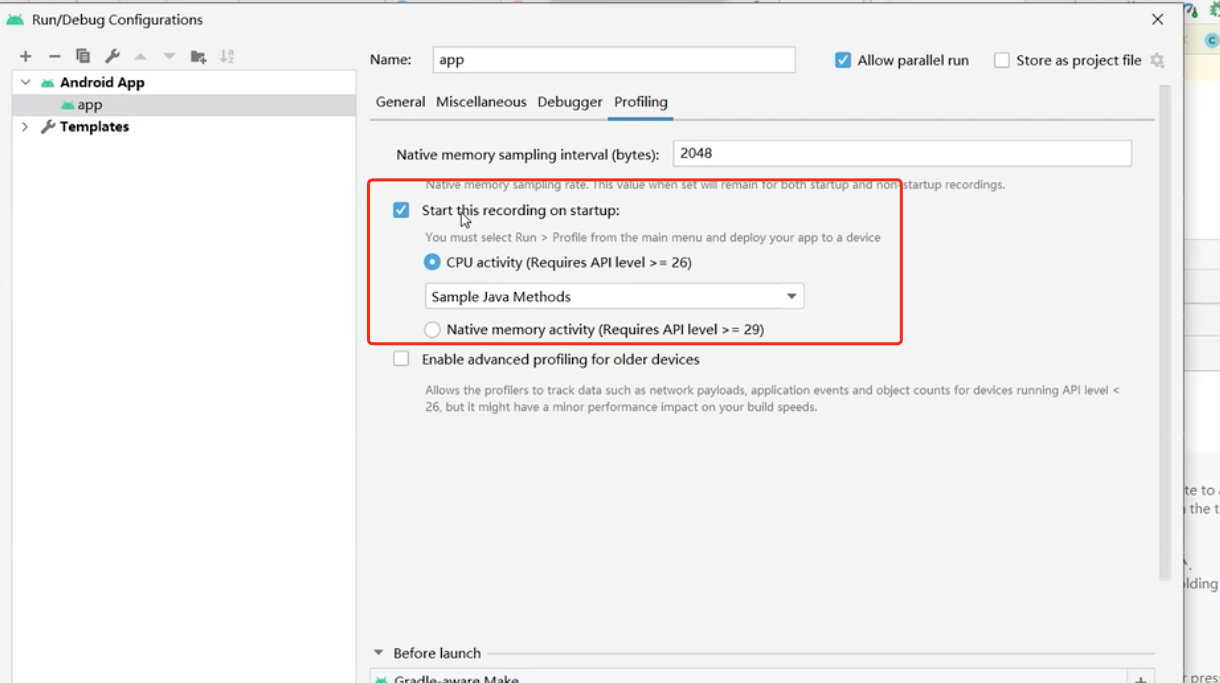 Run/Debug Configurations
Name: app
Allow parallel run
Store as project file
Android App
app
Templates
General Miscellaneous Debugger Profiling
Native memory sampling interval (bytes): 2048
Native memory sampling rate. This value when set will remain for both startup and non-startup recordings.
Start this recording on startup:
You must select Run > Profile from the main menu and deploy your app to a device
CPU activity (Requires API level >= 26)
Sample Java Methods
Native memory activity (Requires API level >= 29)
Enable advanced profiling for older devices
Allows the profilers to track data such as network payloads, application events and object counts for devices running API level <
26, but it might have a minor performance impact on your build speeds.
Before launch
Gradle-aware Make